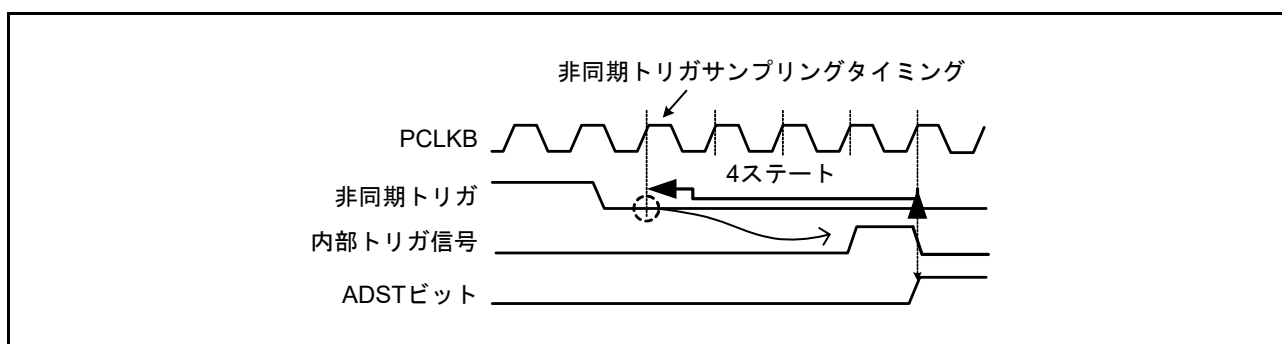 非同期トリガサンプリングタイミング
PCLKB
4ステート
非同期トリガ
内部トリガ信号
ADSTビット